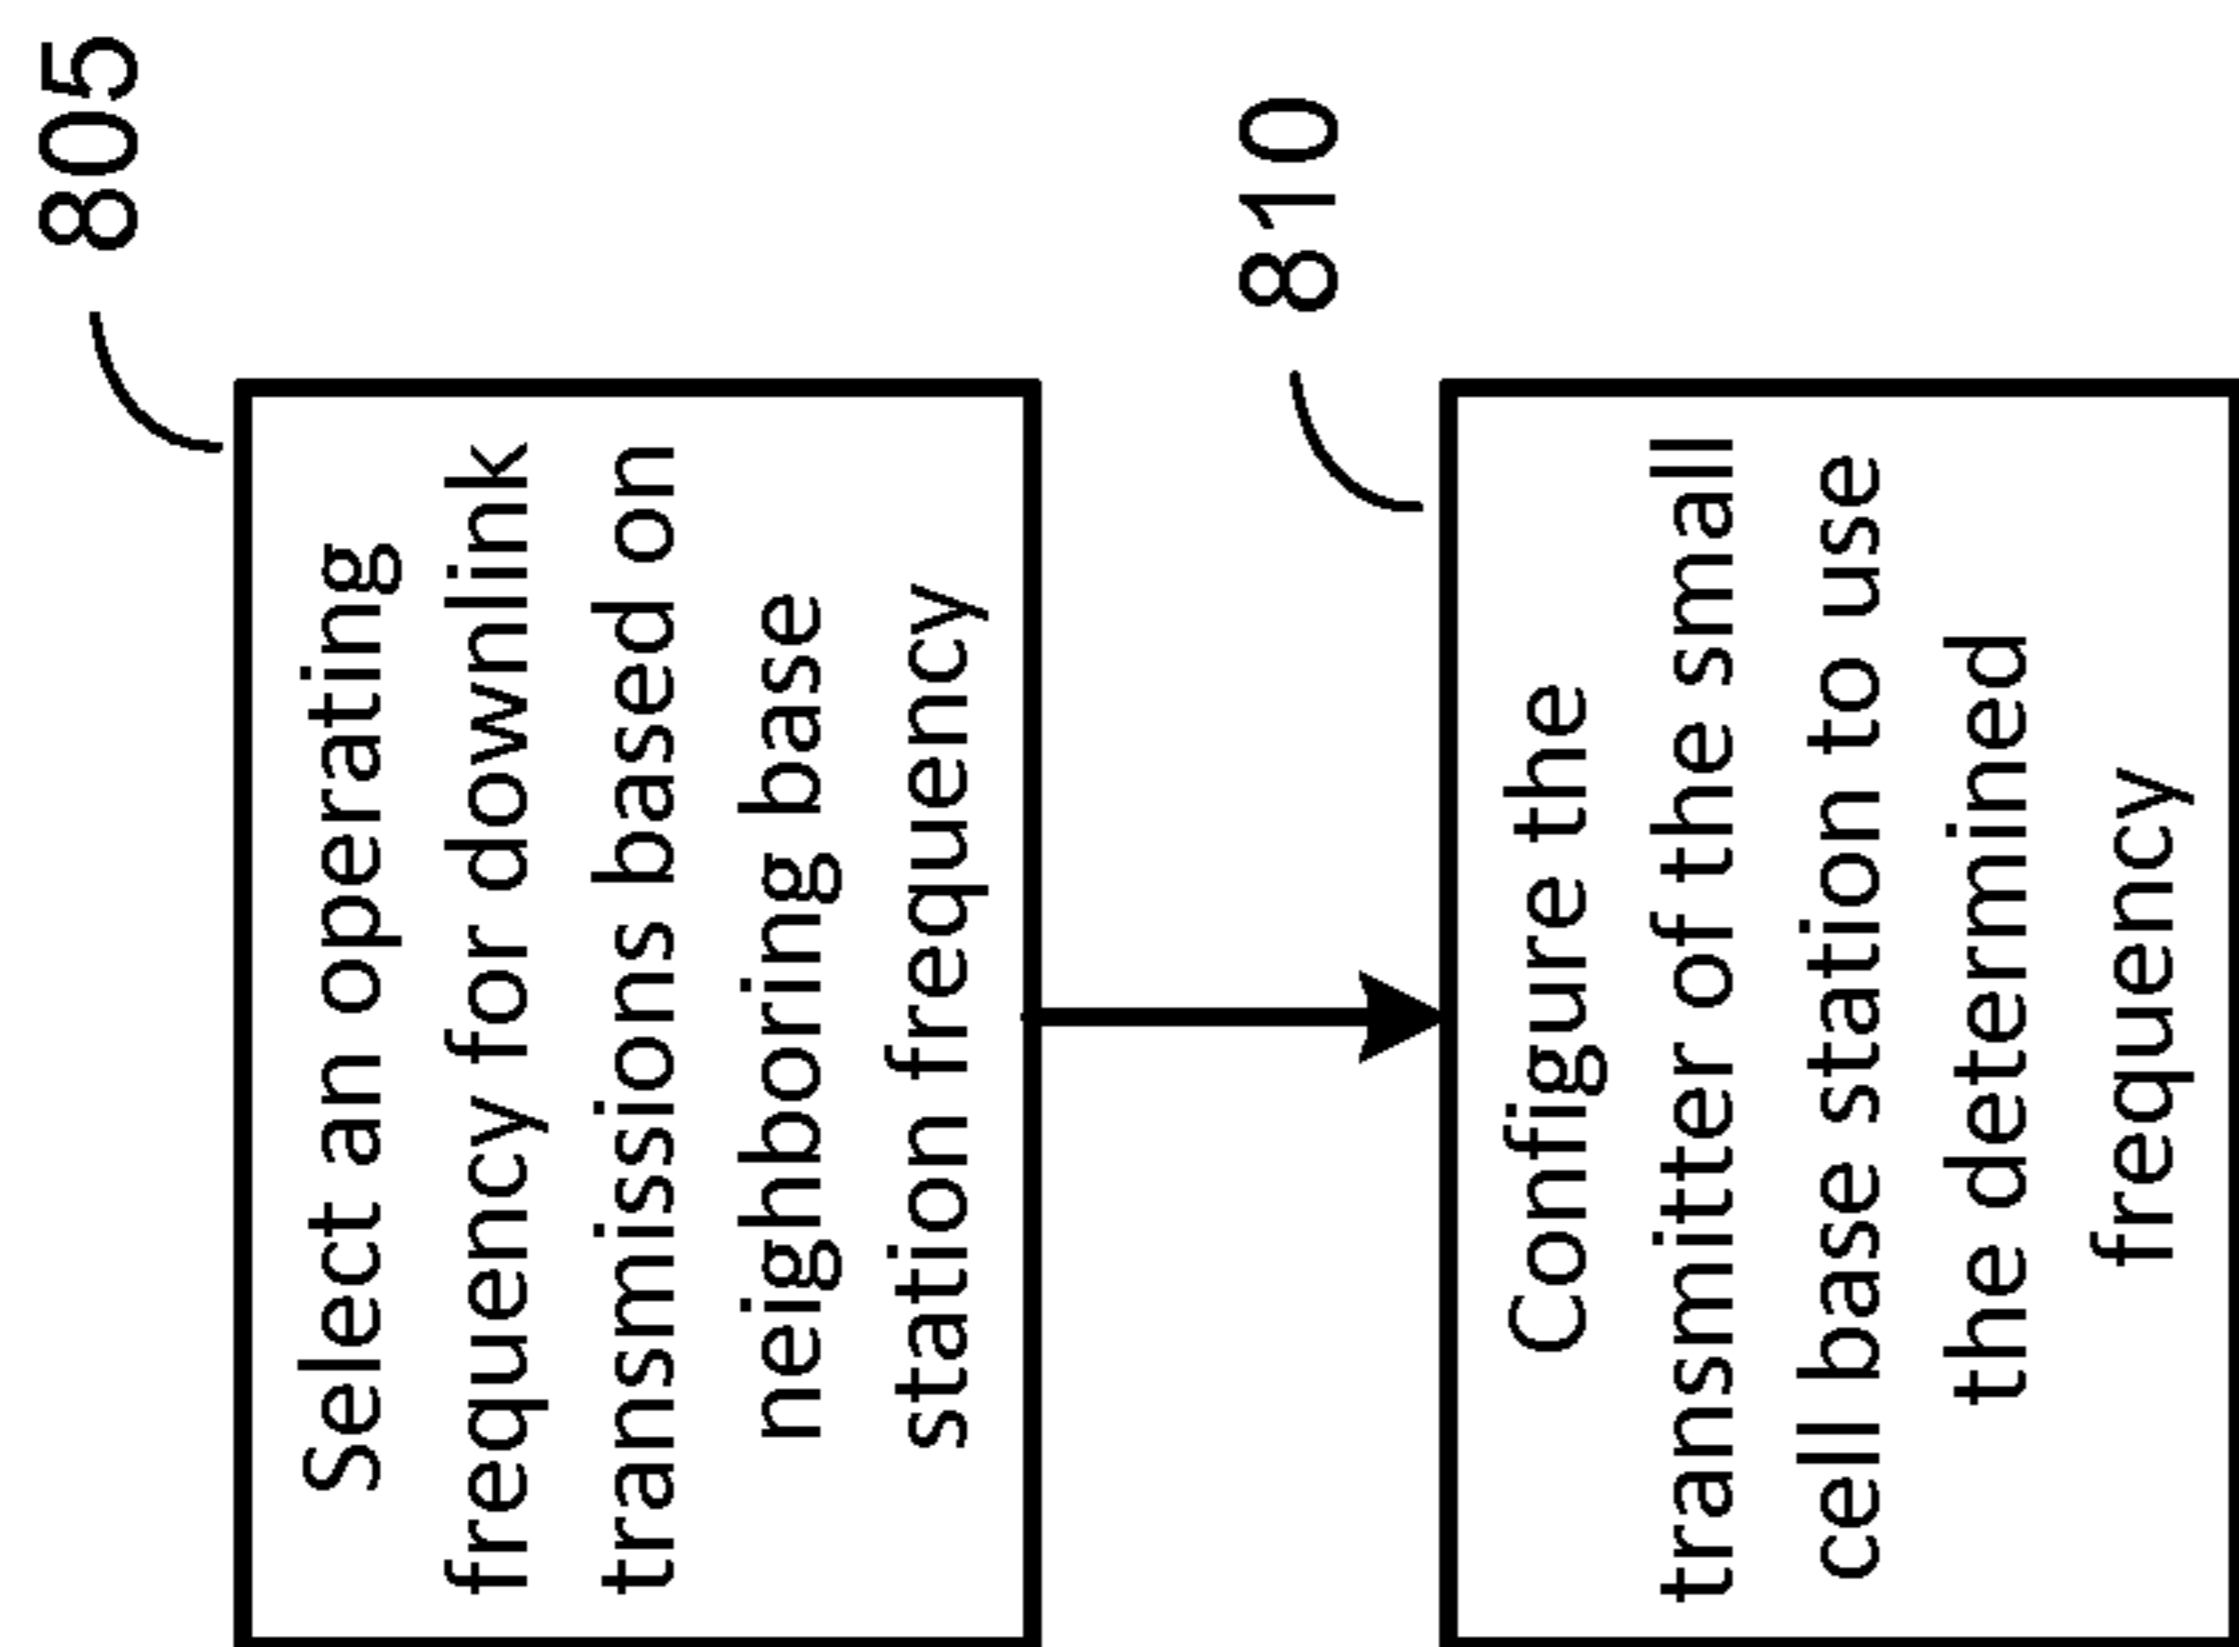 805
Select an operating
frequency for downlink
transmissions based on
neighboring base
station frequency
810
Configure the
transmitter of the small
cell base station to use
the determined
frequency